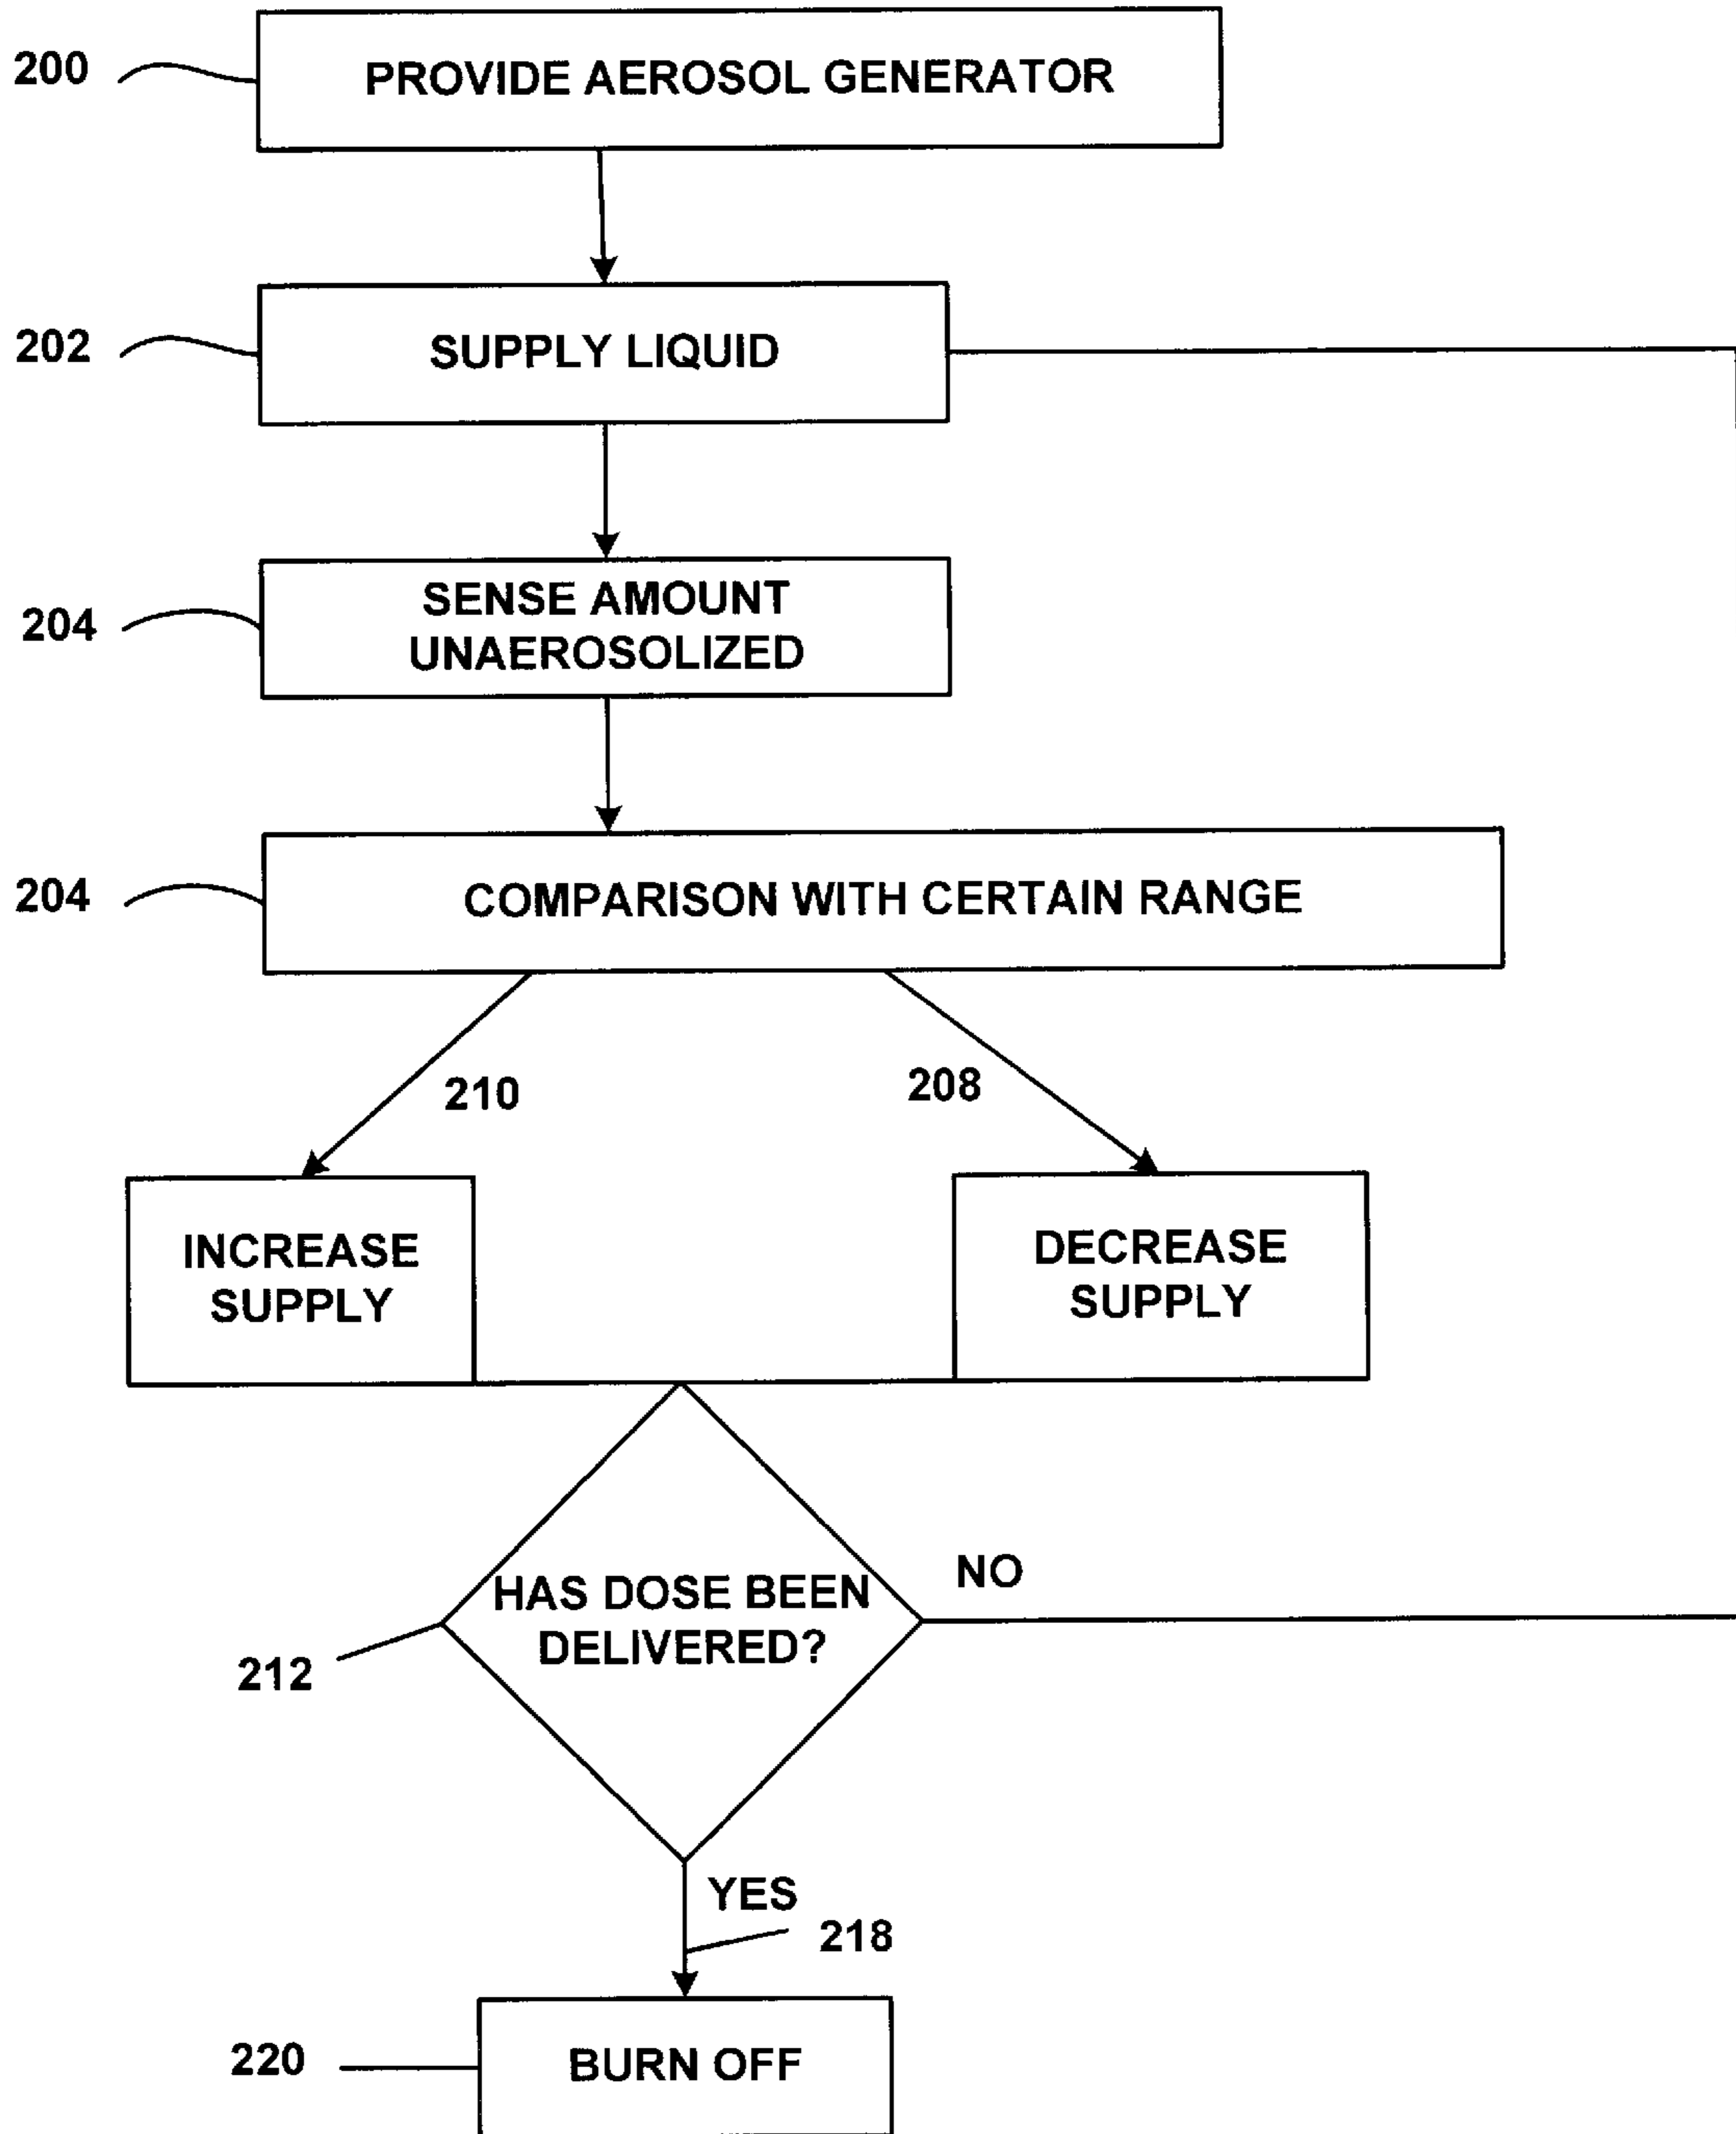 200
PROVIDE AEROSOL GENERATOR
202
SUPPLY LIQUID
204
SENSE AMOUNT
UNAEROSOLIZED
204
COMPARISON WITH CERTAIN RANGE
210
208
INCREASE
SUPPLY
DECREASE
SUPPLY
HAS DOSE BEEN
DELIVERED?
NO
212
YES
218
220
BURN OFF